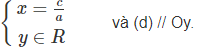 { x = c/a
y ∈ R
và (d) // Oy.